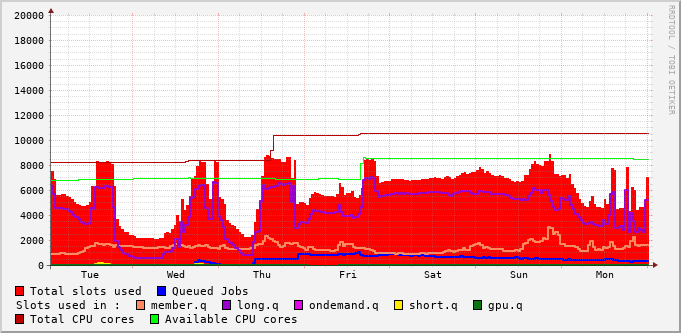 20000
18000
16000
14000
12000
10000
8000
6000
4000
2000
0
Tue Wed Thu Fri Sat Sun Mon
RRDTOOL / TOBI OETIKER
Total slots used Queued Jobs
Slots used in : member.q long.q ondemand.q short.q gpu.q
Total CPU cores Available CPU cores